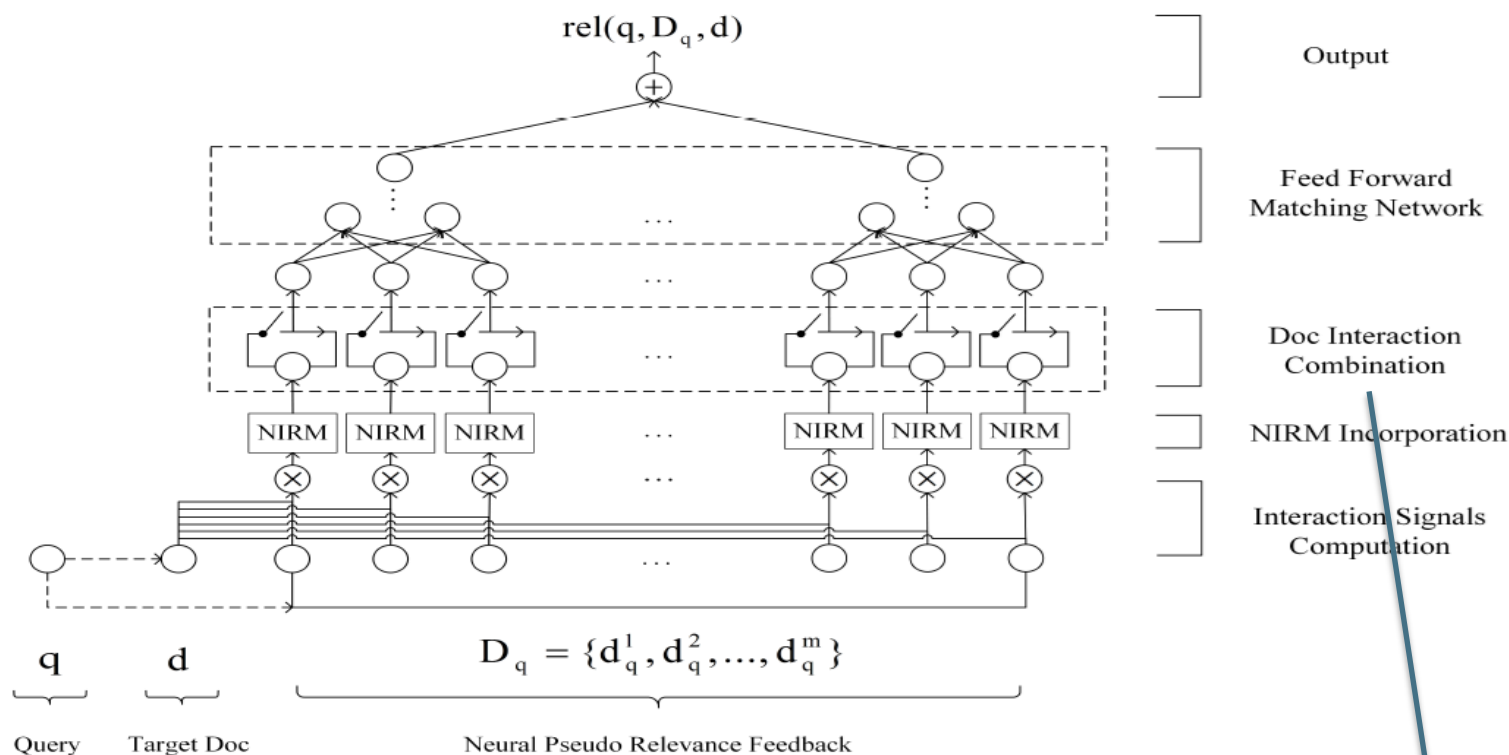 rel(q, D_q, d)
Output
Feed Forward
Matching Network
...
...
Doc Interaction
Combination
...
NIRM NIRM NIRM ... NIRM NIRM NIRM
NIRM Incorporation
...
Interaction Signals
Computation
...
q d D_q = {d_q^1, d_q^2, ..., d_q^m}
Query Target Doc Neural Pseudo Relevance Feedback